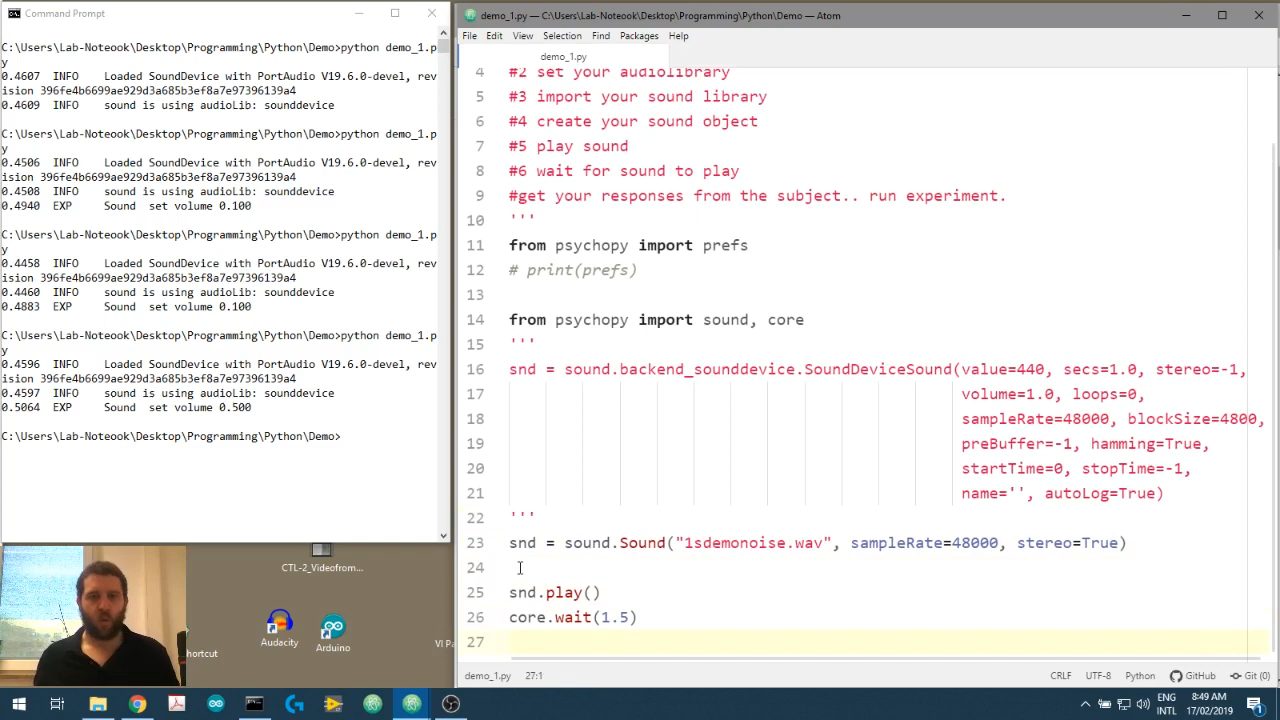 Command Prompt
C:\Users\Lab-Noteook\Desktop\Programming\Python\Demo>python demo_1.p
y
0.4607 INFO Loaded SoundDevice with PortAudio V19.6.0-devel, rev
ision 396fe4b6699ae929d3a685b3ef8a7e97396139a4
0.4609 INFO sound is using audioLib: sounddevice
C:\Users\Lab-Noteook\Desktop\Programming\Python\Demo>python demo_1.p
y
0.4506 INFO Loaded SoundDevice with PortAudio V19.6.0-devel, rev
ision 396fe4b6699ae929d3a685b3ef8a7e97396139a4
0.4508 INFO sound is using audioLib: sounddevice
0.4940 EXP Sound set volume 0.100
C:\Users\Lab-Noteook\Desktop\Programming\Python\Demo>python demo_1.p
y
0.4458 INFO Loaded SoundDevice with PortAudio V19.6.0-devel, rev
ision 396fe4b6699ae929d3a685b3ef8a7e97396139a4
0.4460 INFO sound is using audioLib: sounddevice
0.4883 EXP Sound set volume 0.100
C:\Users\Lab-Noteook\Desktop\Programming\Python\Demo>python demo_1.p
y
0.4596 INFO Loaded SoundDevice with PortAudio V19.6.0-devel, rev
ision 396fe4b6699ae929d3a685b3ef8a7e97396139a4
0.4597 INFO sound is using audioLib: sounddevice
0.5064 EXP Sound set volume 0.500
C:\Users\Lab-Noteook\Desktop\Programming\Python\Demo>
demo_1.py — C:\Users\Lab-Noteook\Desktop\Programming\Python\Demo — Atom
File Edit View Selection Find Packages Help
demo_1.py
4 #2 set your audiolibrary
5 #3 import your sound library
6 #4 create your sound object
7 #5 play sound
8 #6 wait for sound to play
9 #get your responses from the subject.. run experiment.
10 '''
11 from psychopy import prefs
12 # print(prefs)
13
14 from psychopy import sound, core
15 '''
16 snd = sound.backend_sounddevice.SoundDeviceSound(value=440, secs=1.0, stereo=-1,
17 volume=1.0, loops=0,
18 sampleRate=48000, blockSize=4800,
19 preBuffer=-1, hamming=True,
20 startTime=0, stopTime=-1,
21 name='', autoLog=True)
22 '''
23 snd = sound.Sound("1sdemonoise.wav", sampleRate=48000, stereo=True)
24
25 snd.play()
26 core.wait(1.5)
27
demo_1.py 27:1 CRLF UTF-8 Python GitHub Git (0)
CTL-2_Videofrom...
Audacity
Arduino
VI Pa
hortcut
ENG
INTL
8:49 AM
17/02/2019
1